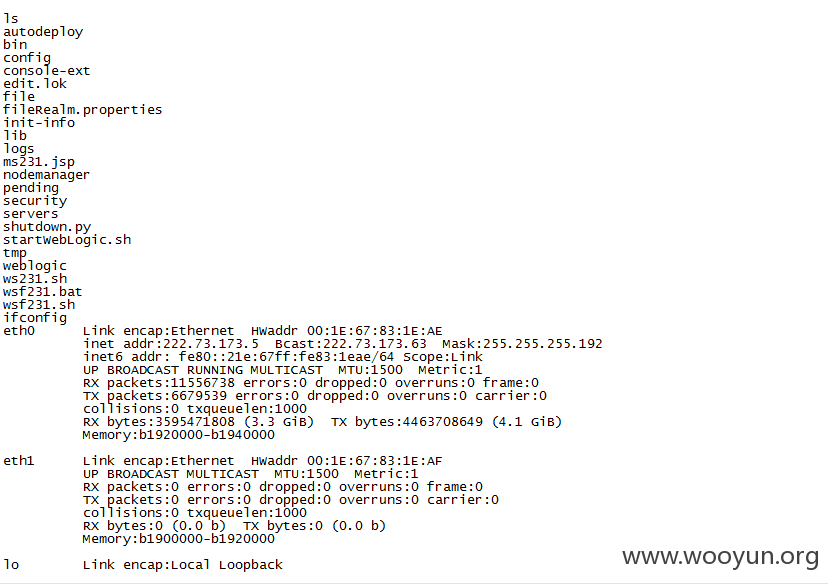 ls
autodeploy
bin
config
console-ext
edit.lok
file
fileRealm.properties
init-info
lib
logs
ms231.jsp
nodemanager
pending
security
servers
shutdown.py
startWebLogic.sh
tmp
weblogic
ws231.sh
wsf231.bat
wsf231.sh
ifconfig
eth0      Link encap:Ethernet  HWaddr 00:1E:67:83:1E:AE
          inet addr:222.73.173.5  Bcast:222.73.173.63  Mask:255.255.255.192
          inet6 addr: fe80::21e:67ff:fe83:1eae/64 Scope:Link
          UP BROADCAST RUNNING MULTICAST  MTU:1500  Metric:1
          RX packets:11556738 errors:0 dropped:0 overruns:0 frame:0
          TX packets:6679539 errors:0 dropped:0 overruns:0 carrier:0
          collisions:0 txqueuelen:1000
          RX bytes:3595471808 (3.3 GiB)  TX bytes:4463708649 (4.1 GiB)
          Memory:b1920000-b1940000
eth1      Link encap:Ethernet  HWaddr 00:1E:67:83:1E:AF
          UP BROADCAST MULTICAST  MTU:1500  Metric:1
          RX packets:0 errors:0 dropped:0 overruns:0 frame:0
          TX packets:0 errors:0 dropped:0 overruns:0 carrier:0
          collisions:0 txqueuelen:1000
          RX bytes:0 (0.0 b)  TX bytes:0 (0.0 b)
          Memory:b1900000-b1920000
lo        Link encap:Local Loopback
www.wooyun.org